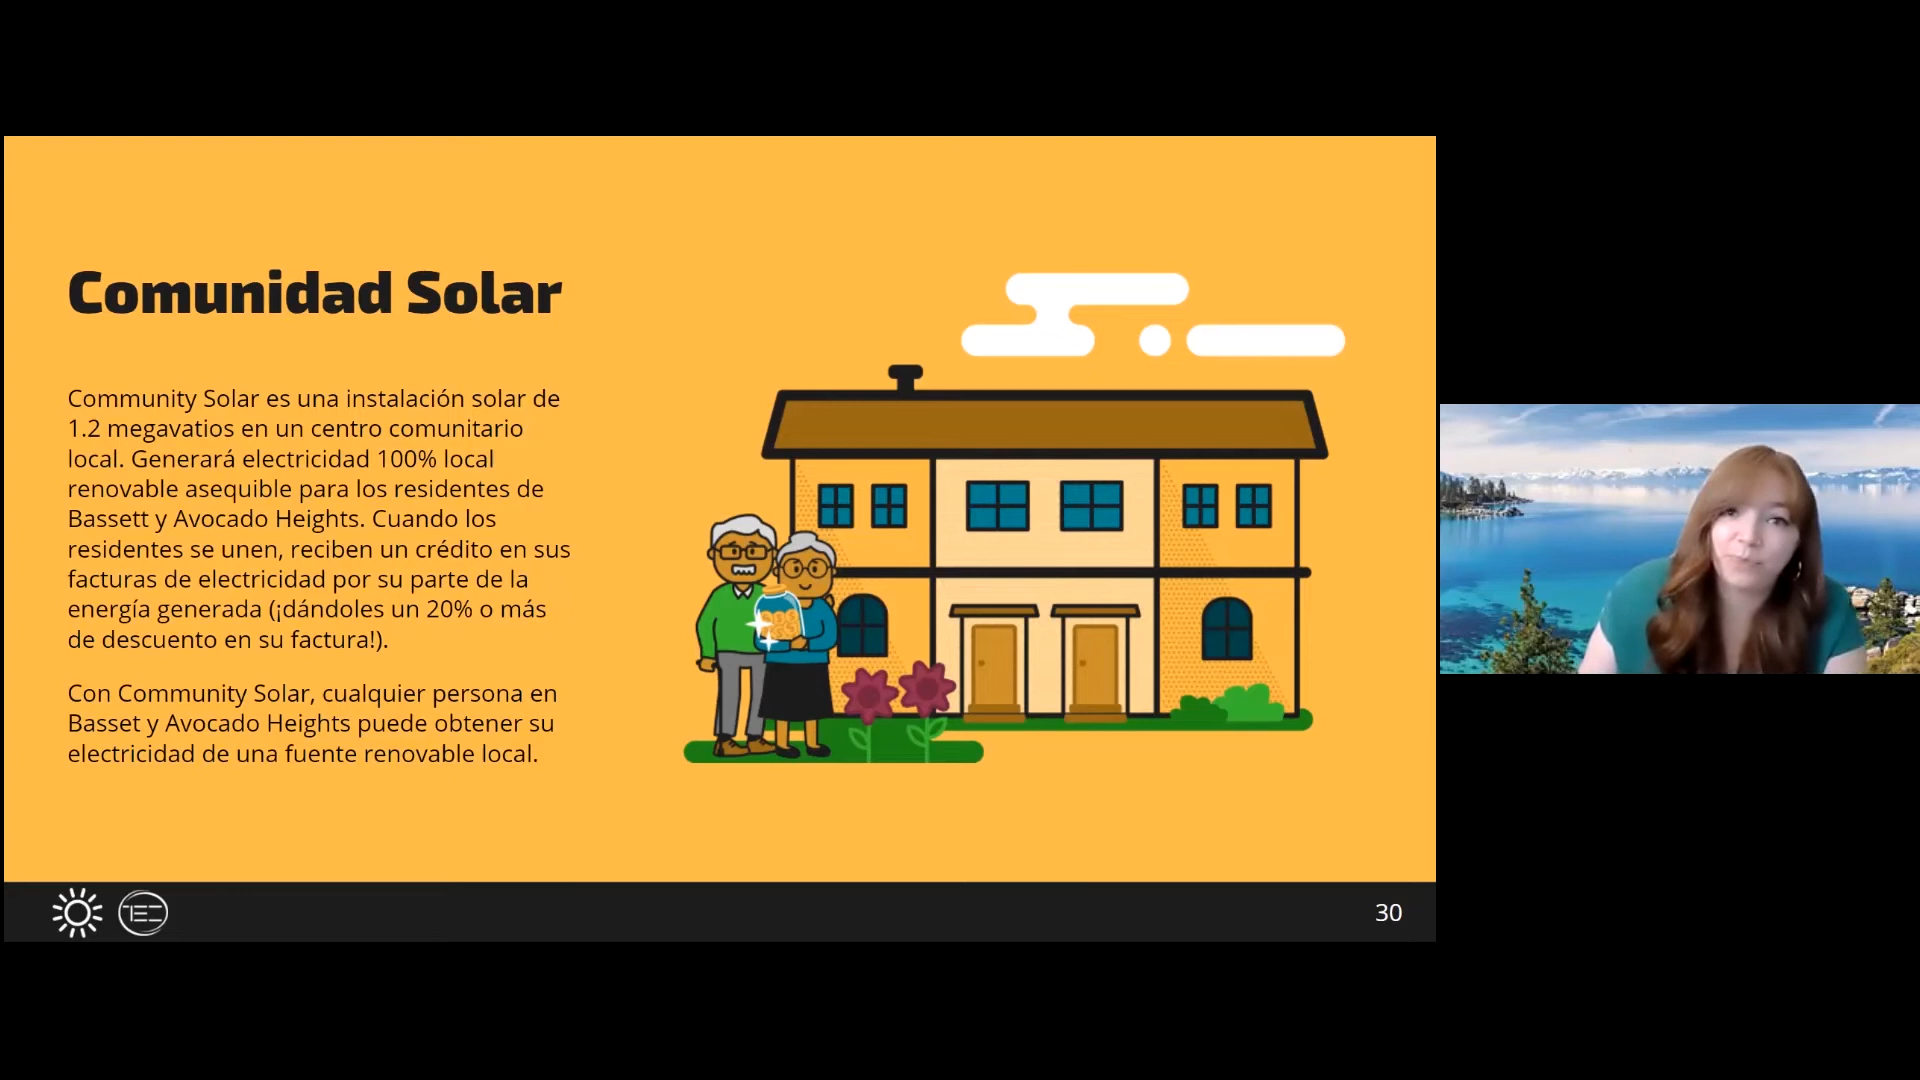 Comunidad Solar
Community Solar es una instalación solar de
1.2 megavatios en un centro comunitario
local. Generará electricidad 100% local
renovable asequible para los residentes de
Bassett y Avocado Heights. Cuando los
residentes se unen, reciben un crédito en sus
facturas de electricidad por su parte de la
energía generada (¡dándoles un 20% o más
de descuento en su factura!).
Con Community Solar, cualquier persona en
Basset y Avocado Heights puede obtener su
electricidad de una fuente renovable local.
30